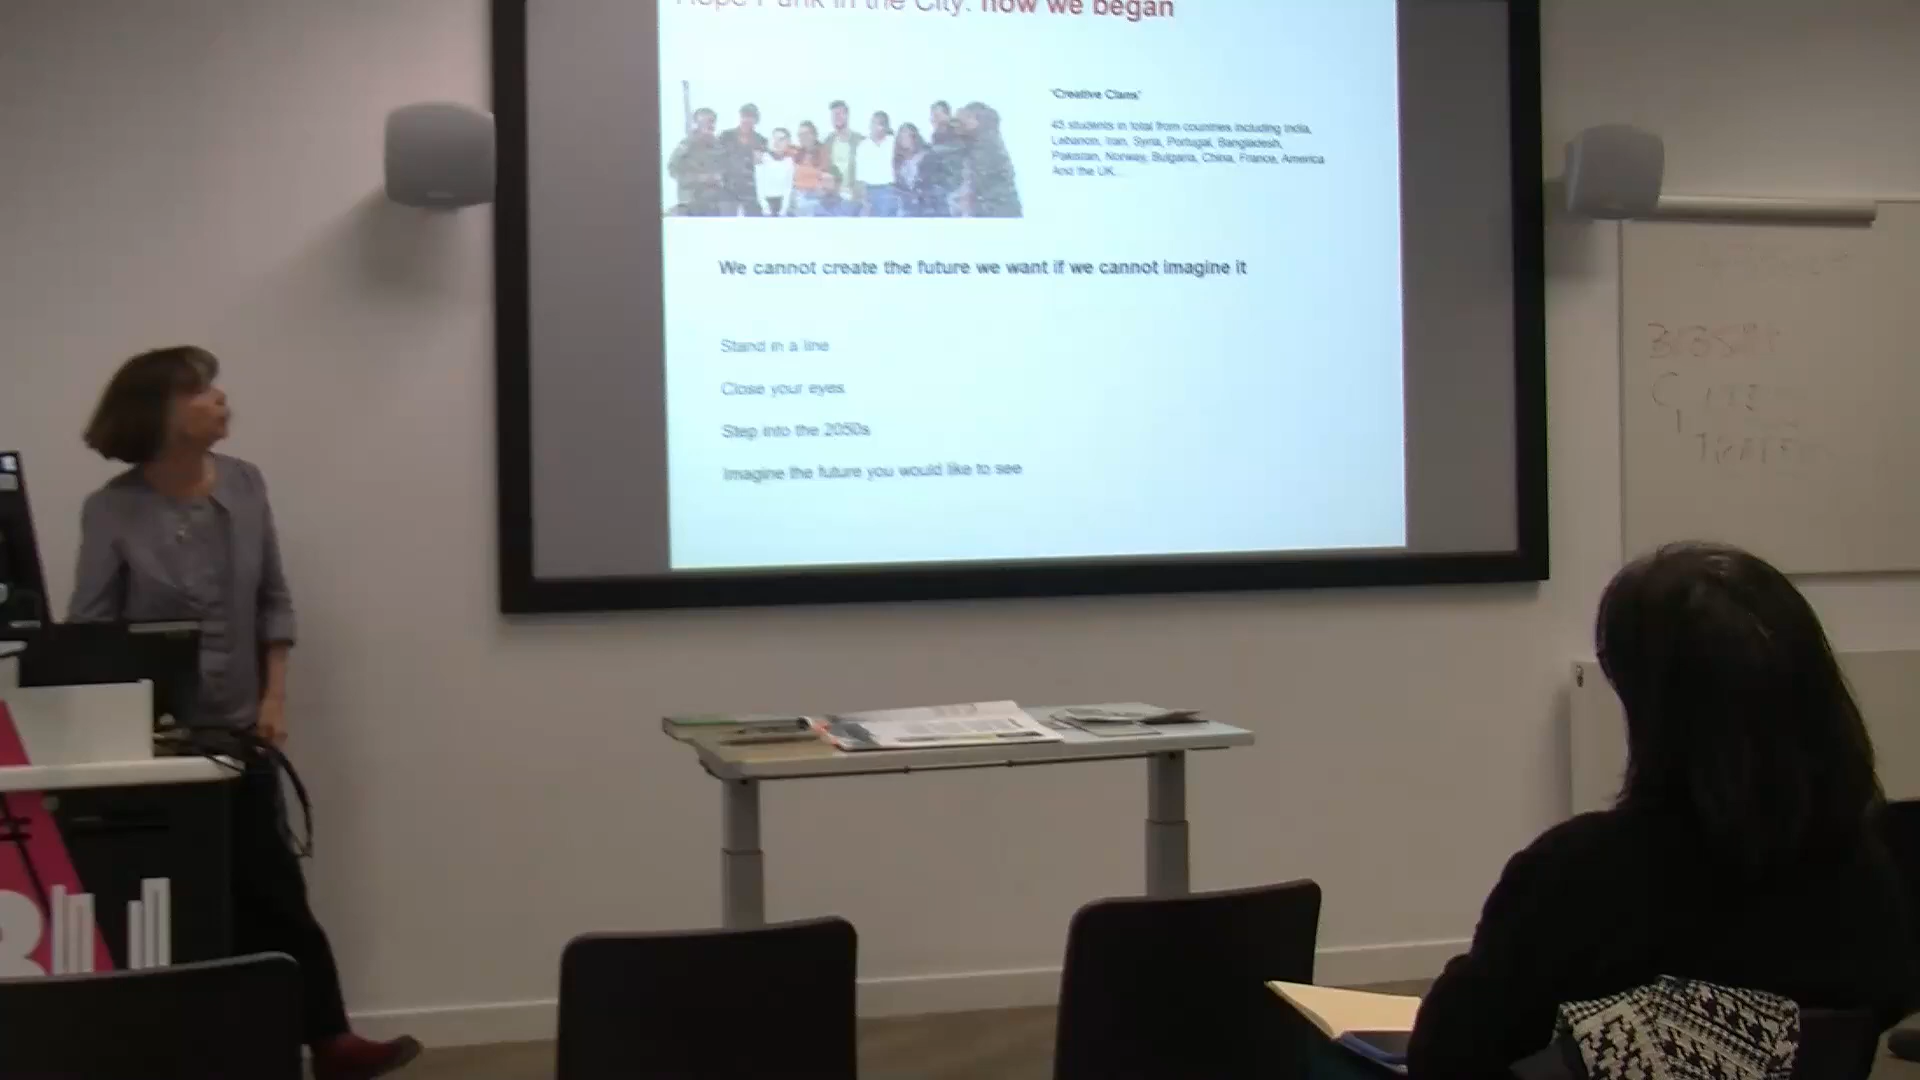 Hope Punk in the City: how we began
'Creative Clans'
45 students in total from countries including India,
Lebanon, Iran, Syria, Portugal, Bangladesh,
Pakistan, Norway, Bulgaria, China, France, America
And the UK...
We cannot create the future we want if we cannot imagine it
Stand in a line
Close your eyes
Step into the 2050s
Imagine the future you would like to see